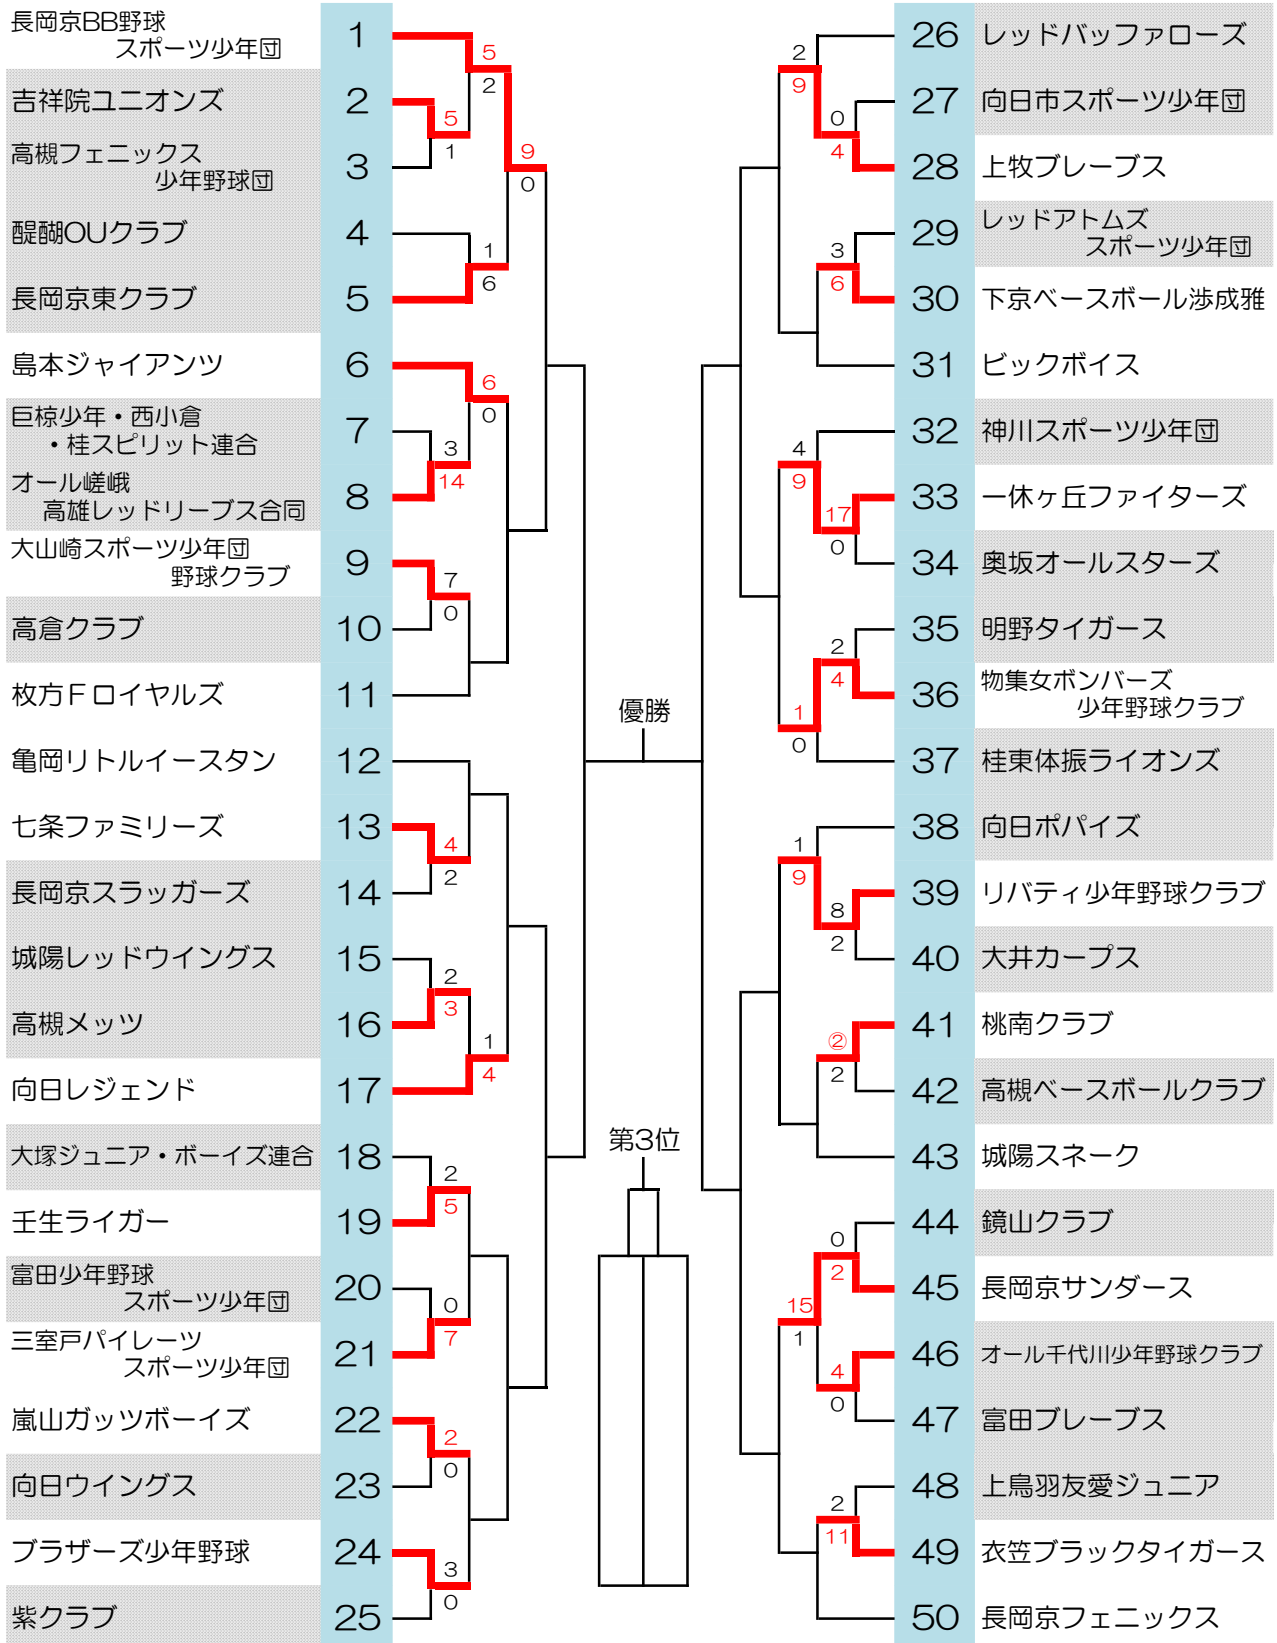 長岡京BB野球
スポーツ少年団
1
吉祥院ユニオンズ
2
高槻フェニックス
少年野球団
3
醍醐OUクラブ
4
長岡京東クラブ
5
島本ジャイアンツ
6
巨椋少年・西小倉
・桂スピリット連合
7
オール嵯峨
高雄レッドリーブス合同
8
大山崎スポーツ少年団
野球クラブ
9
高倉クラブ
10
枚方Fロイヤルズ
11
亀岡リトルイースタン
12
七条ファミリーズ
13
長岡京スラッガーズ
14
城陽レッドウイングス
15
高槻メッツ
16
向日レジェンド
17
大塚ジュニア・ボーイズ連合
18
壬生ライガー
19
富田少年野球
スポーツ少年団
20
三室戸パイレーツ
スポーツ少年団
21
嵐山ガッツボーイズ
22
向日ウイングス
23
ブラザーズ少年野球
24
紫クラブ
25
5
2
5
1
9
0
1
6
6
0
3
14
7
0
4
2
2
3
1
4
2
5
0
7
2
0
3
0
優勝
第3位
2
9
0
4
3
6
4
9
17
0
2
4
1
0
1
9
8
2
②
2
0
2
15
1
4
0
2
11
26
レッドバッファローズ
27
向日市スポーツ少年団
28
上牧ブレーブス
29
レッドアトムズ
スポーツ少年団
30
下京ベースボール渉成雅
31
ビックボイス
32
神川スポーツ少年団
33
一休ヶ丘ファイターズ
34
奥坂オールスターズ
35
明野タイガース
36
物集女ボンバーズ
少年野球クラブ
37
桂東体振ライオンズ
38
向日ポパイズ
39
リバティ少年野球クラブ
40
大井カープス
41
桃南クラブ
42
高槻ベースボールクラブ
43
城陽スネーク
44
鏡山クラブ
45
長岡京サンダース
46
オール千代川少年野球クラブ
47
富田ブレーブス
48
上鳥羽友愛ジュニア
49
衣笠ブラックタイガース
50
長岡京フェニックス